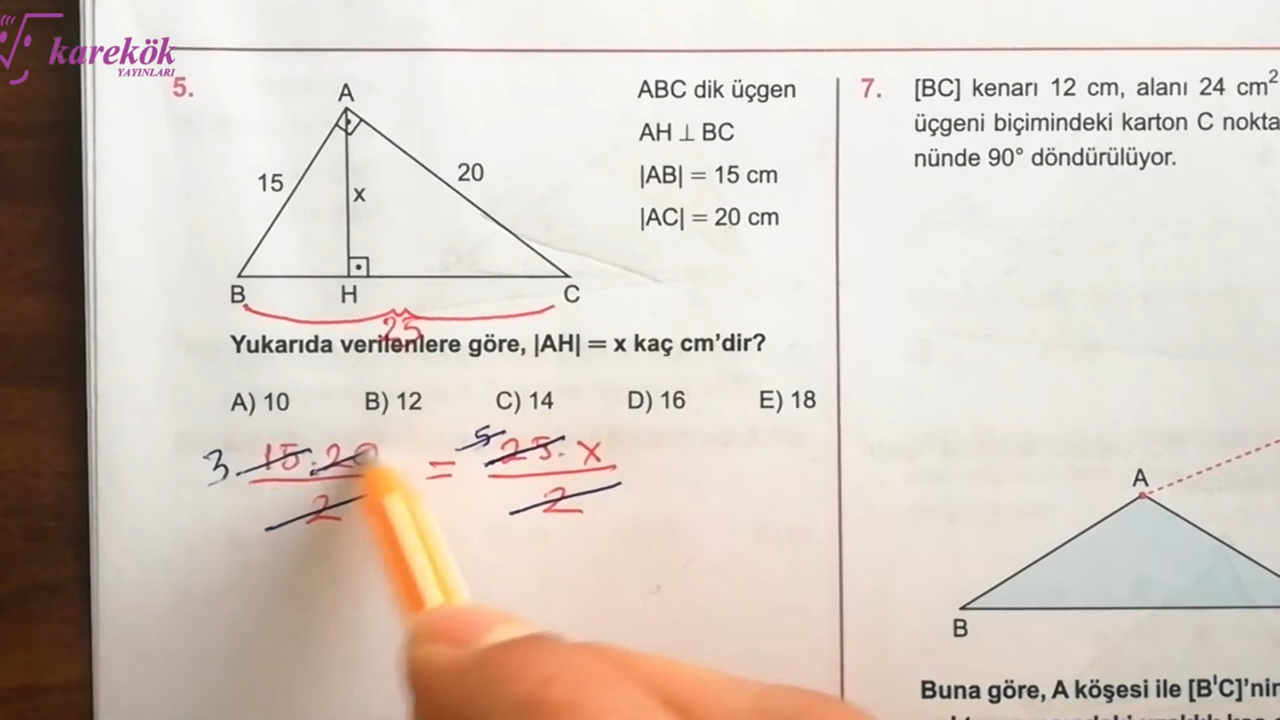 karekök
YAYINLARI
5.
A
15
20
x
B
H
C
25
ABC dik üçgen
AH ⊥ BC
|AB| = 15 cm
|AC| = 20 cm
Yukarıda verilenlere göre, |AH| = x kaç cm'dir?
A) 10 B) 12 C) 14 D) 16 E) 18
3. 15.20 = 5 25. x
2 2
7. [BC] kenarı 12 cm, alanı 24 cm²
üçgeni biçimindeki karton C nokta
nünde 90° döndürülüyor.
A
B
Buna göre, A köşesi ile [B'C]'nin